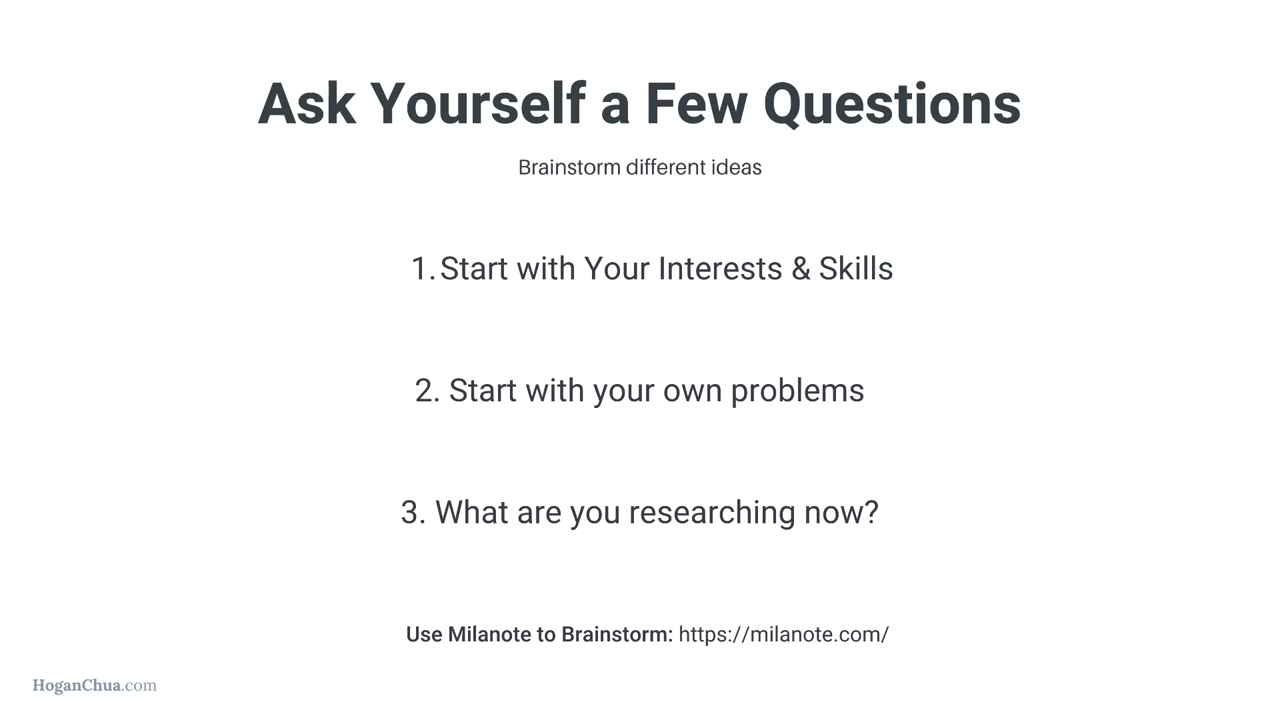 Ask Yourself a Few Questions
Brainstorm different ideas
1. Start with Your Interests & Skills
2. Start with your own problems
3. What are you researching now?
Use Milanote to Brainstorm: https://milanote.com/
HoganChua.com